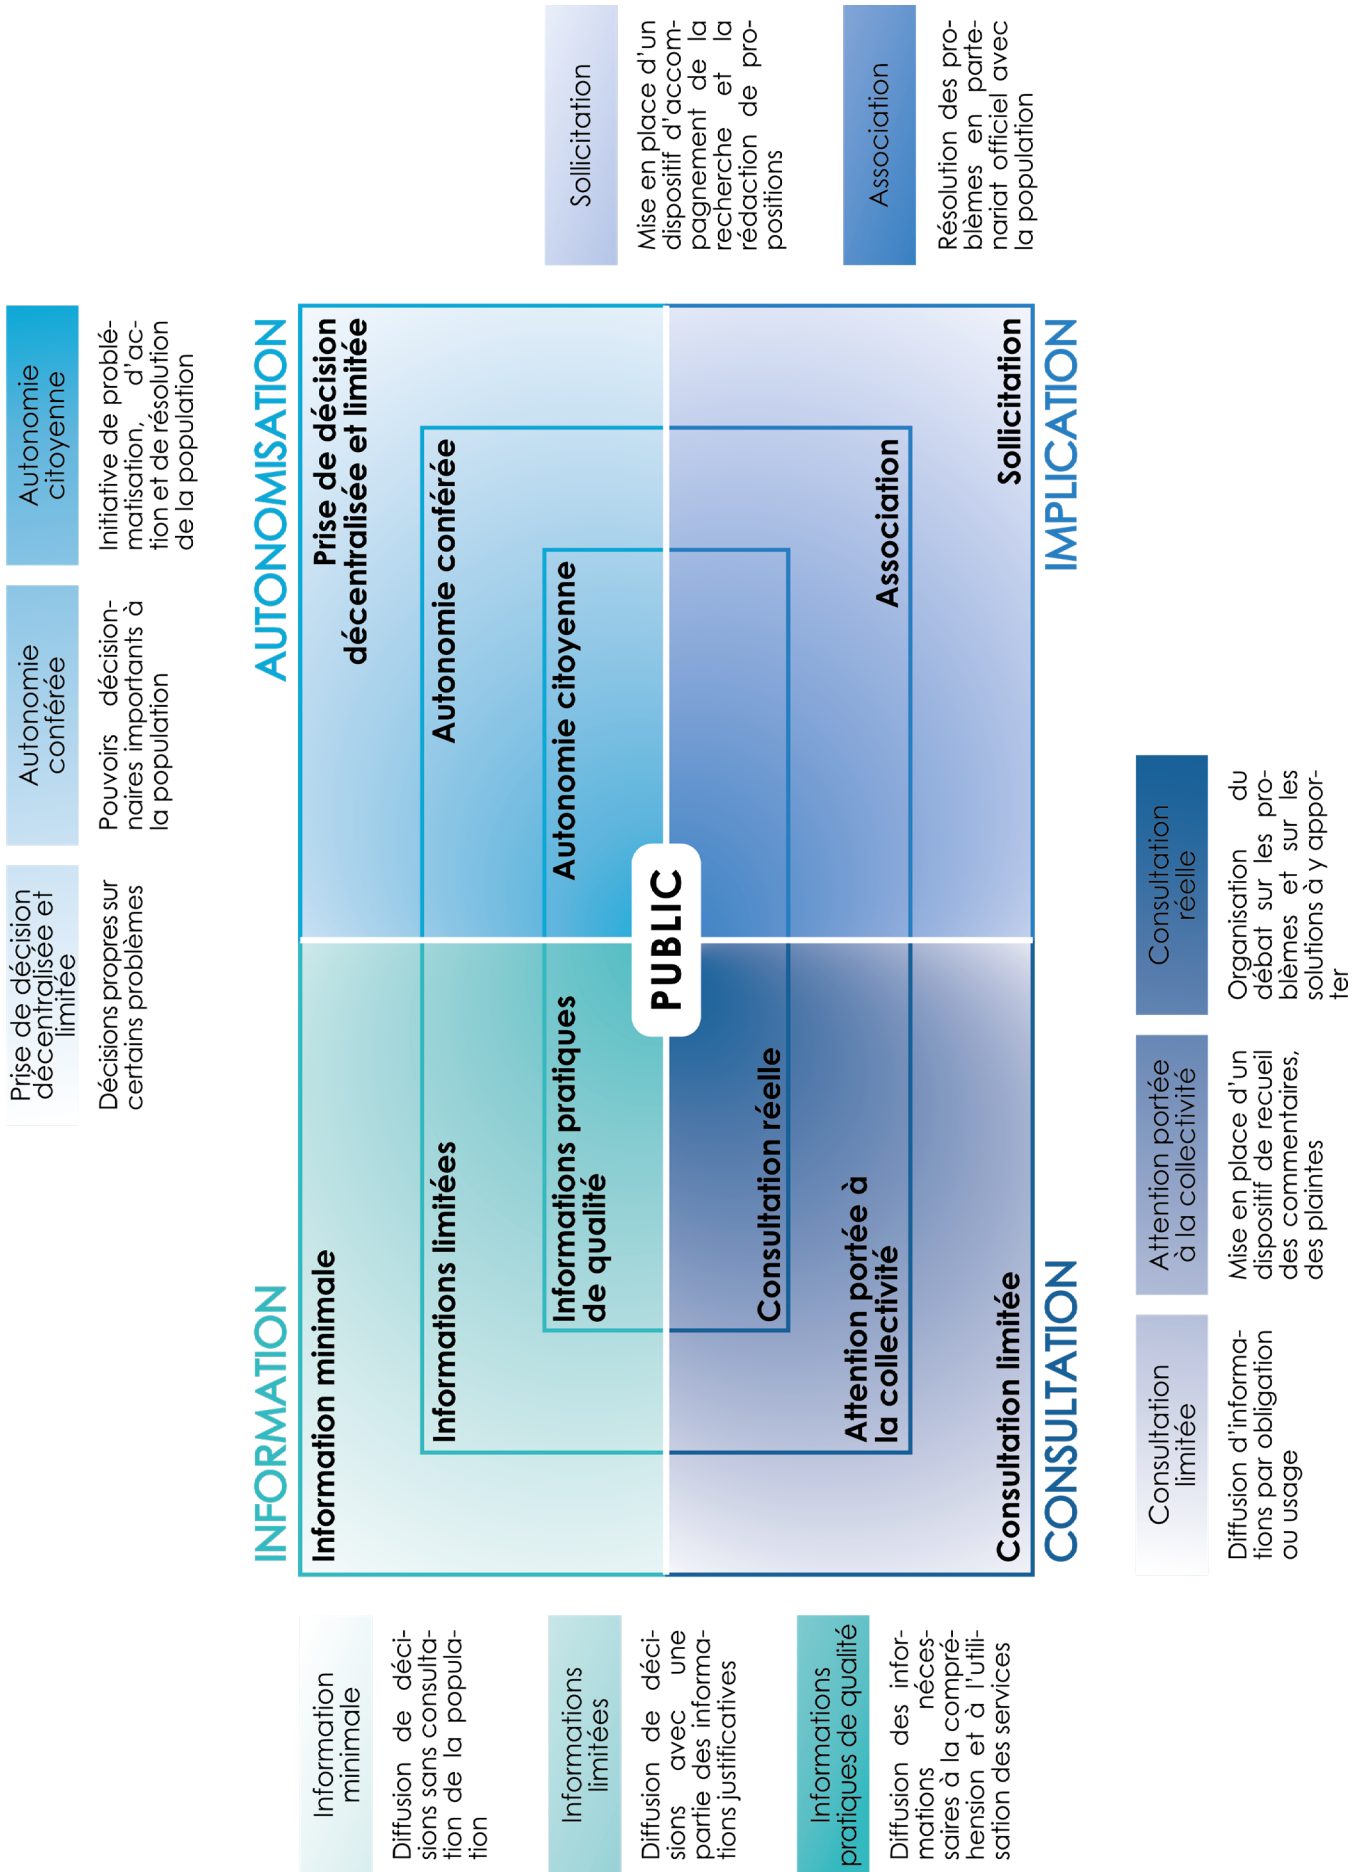 Prise de décision
décentralisée et
limitée
Décisions propres sur
certains problèmes
Autonomie
conférée
Pouvoirs décision-
naires importants à
la population
Autonomie
citoyenne
Initiative de problé-
matisation, d'ac-
tion et de résolution
de la population
Information
minimale
Diffusion de déci-
sions sans consulta-
tion de la popula-
tion
Informations
limitées
Diffusion de déci-
sions avec une
partie des informa-
tions justificatives
Informations
pratiques de qualité
Diffusion des infor-
mations néces-
saires à la compré-
hension et à l'utili-
sation des services
INFORMATION
Information minimale
Informations limitées
Informations pratiques
de qualité
AUTONOMISATION
Prise de décision
décentralisée et limitée
Autonomie conférée
Autonomie citoyenne
PUBLIC
Consultation réelle
Attention portée à
la collectivité
Consultation limitée
CONSULTATION
Association
Sollicitation
IMPLICATION
Sollicitation
Mise en place d'un
dispositif d'accom-
pagnement de la
recherche et la
rédaction de pro-
positions
Association
Résolution des pro-
blèmes en parte-
nariat officiel avec
la population
Consultation
limitée
Diffusion d'informa-
tions par obligation
ou usage
Attention portée
à la collectivité
Mise en place d'un
dispositif de recueil
des commentaires,
des plaintes
Consultation
réelle
Organisation du
débat sur les pro-
blèmes et sur les
solutions à y appor-
ter